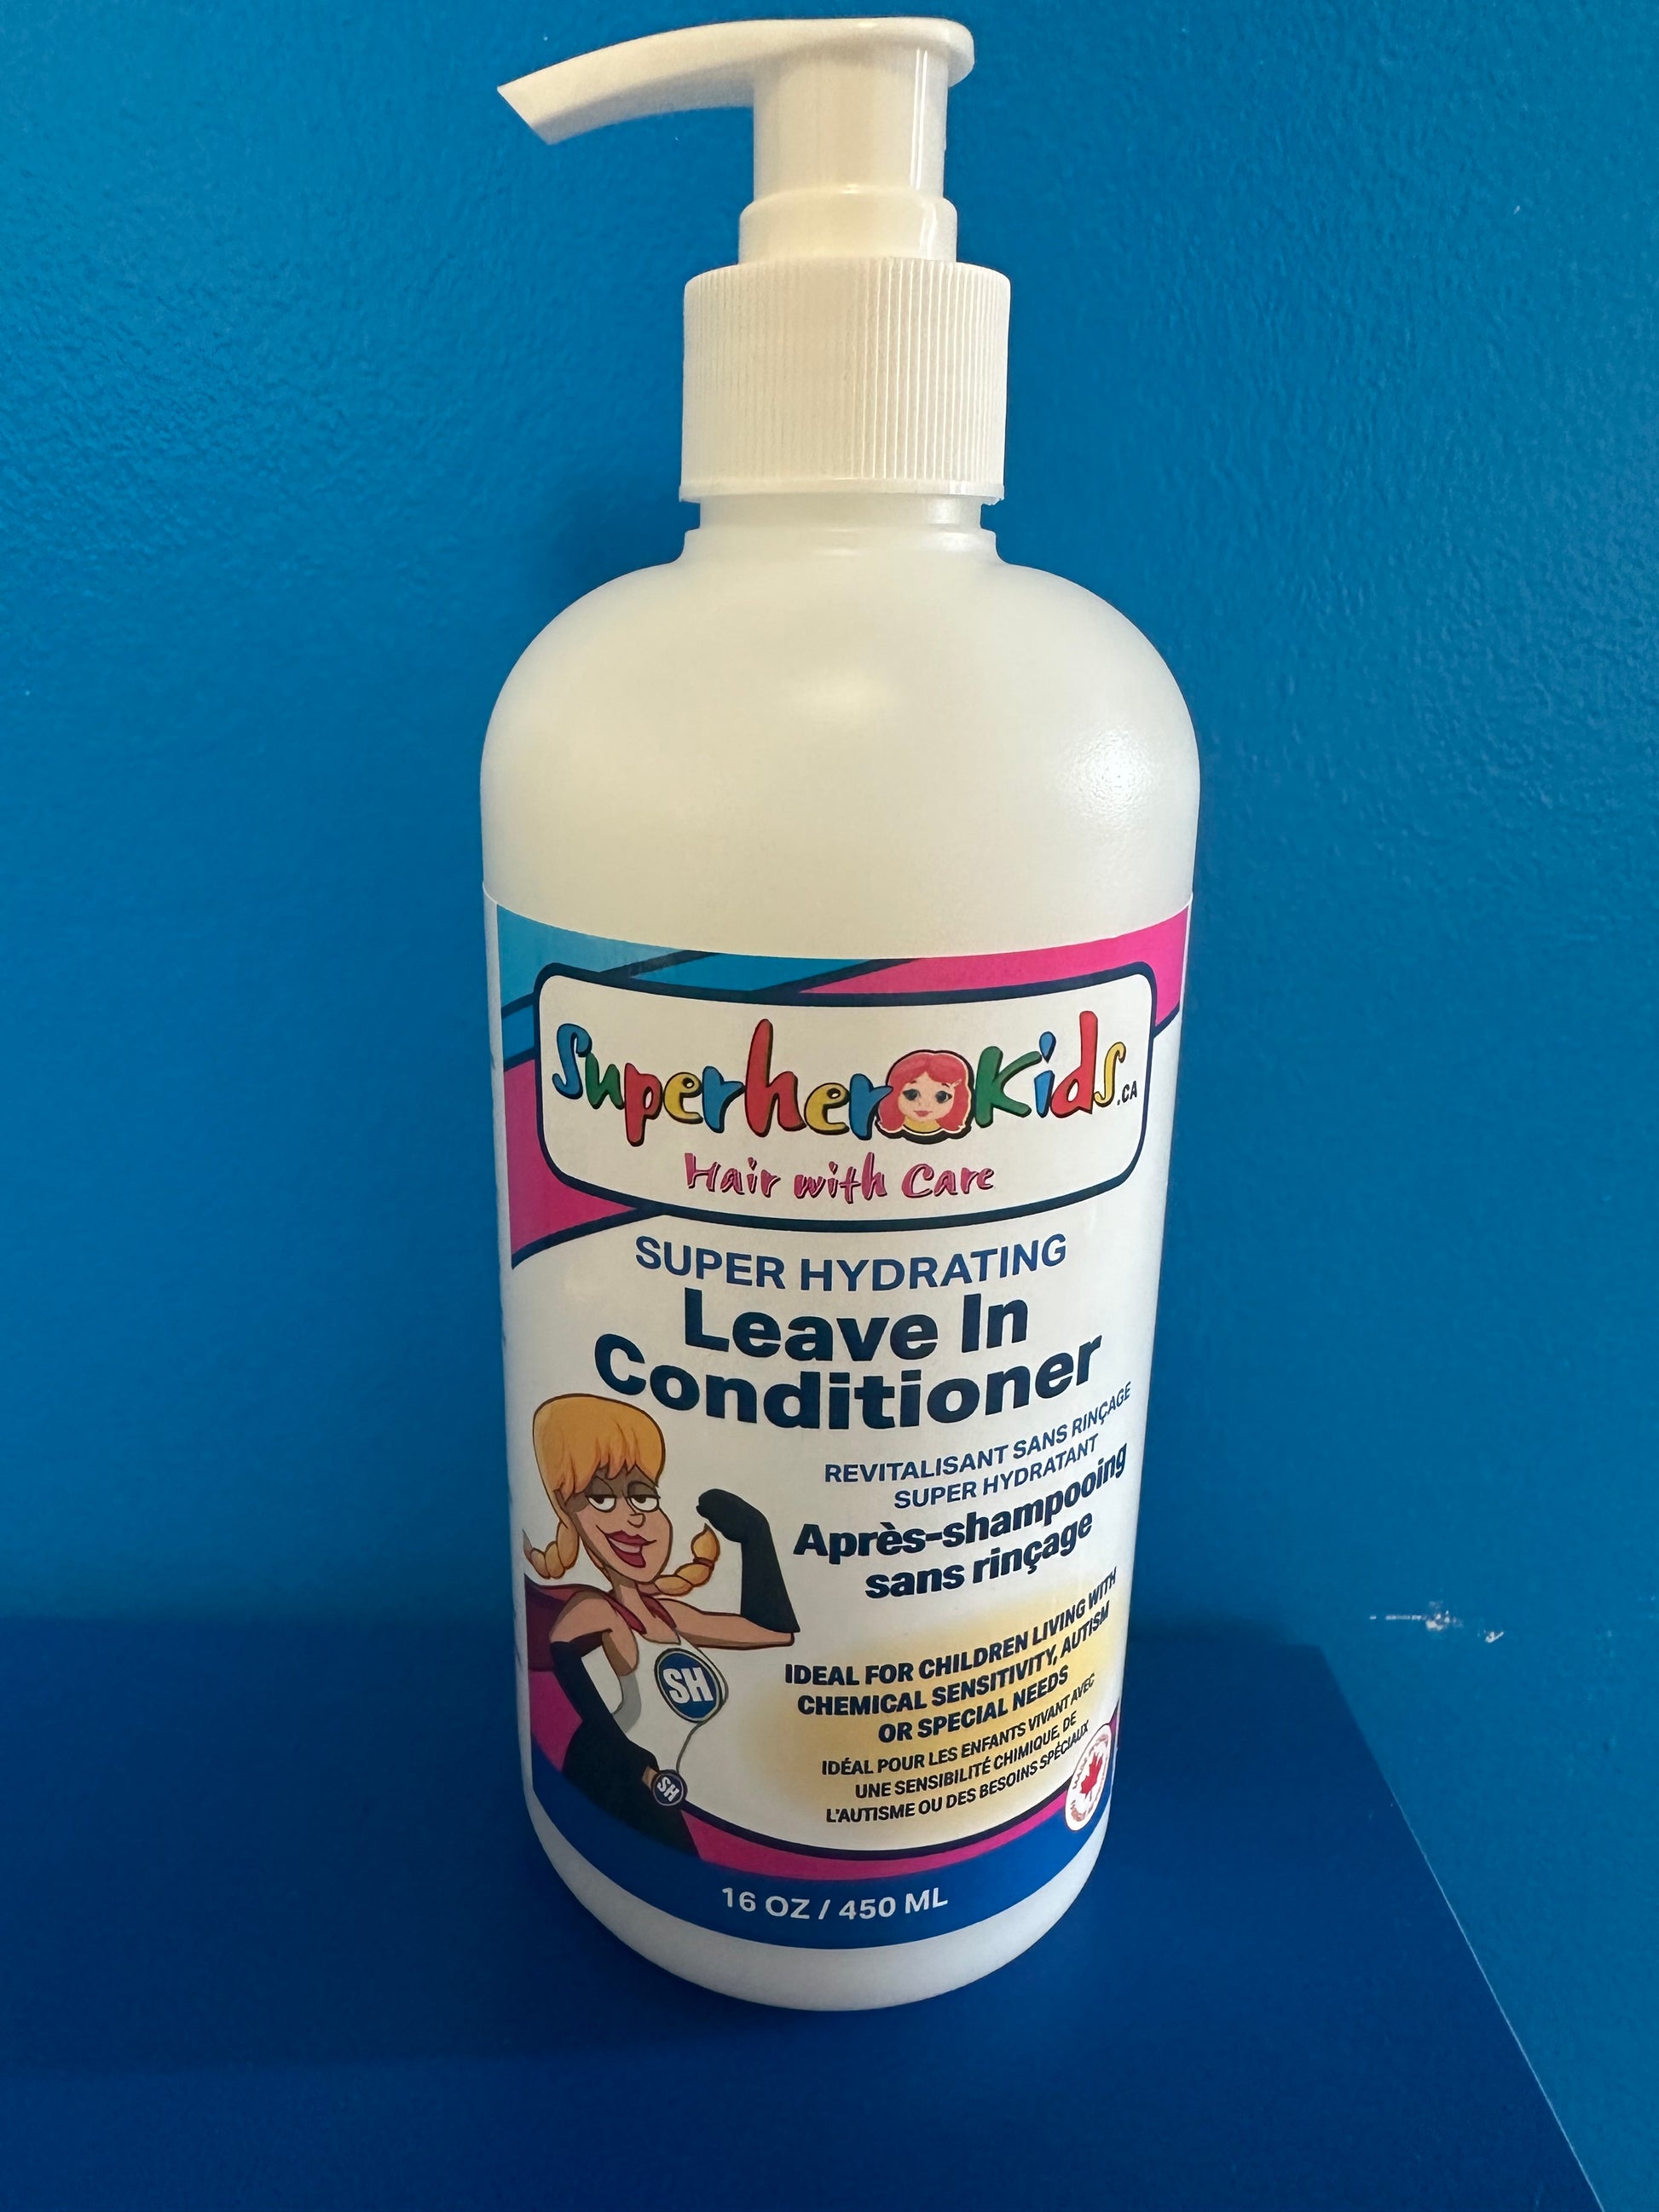 SuperheroKids.CA
Hair with Care
SUPER HYDRATING
Leave In
Conditioner
REVITALISANT SANS RINÇAGE
SUPER HYDRATANT
Après-shampooing
sans rinçage
IDEAL FOR CHILDREN LIVING WITH
CHEMICAL SENSITIVITY, AUTISM
OR SPECIAL NEEDS
IDÉAL POUR LES ENFANTS VIVANT AVEC
UNE SENSIBILITÉ CHIMIQUE, DE
L'AUTISME OU DES BESOINS SPÉCIAUX
SH
SH
16 OZ / 450 ML